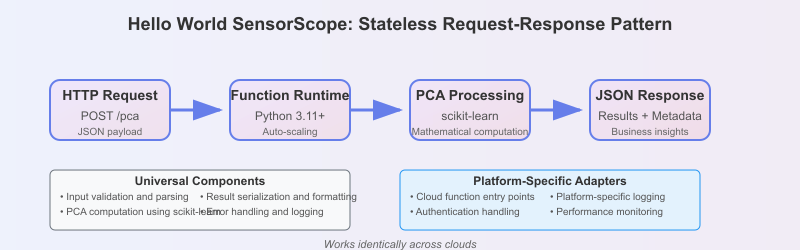 Hello World SensorScope: Stateless Request-Response Pattern
HTTP Request
POST /pca
JSON payload
Function Runtime
Python 3.11+
Auto-scaling
PCA Processing
scikit-learn
Mathematical computation
JSON Response
Results + Metadata
Business insights
Universal Components
• Input validation and parsing
• Result serialization and formatting
• PCA computation using scikit-learn
• Error handling and logging
Platform-Specific Adapters
• Cloud function entry points
• Platform-specific logging
• Authentication handling
• Performance monitoring
Works identically across clouds